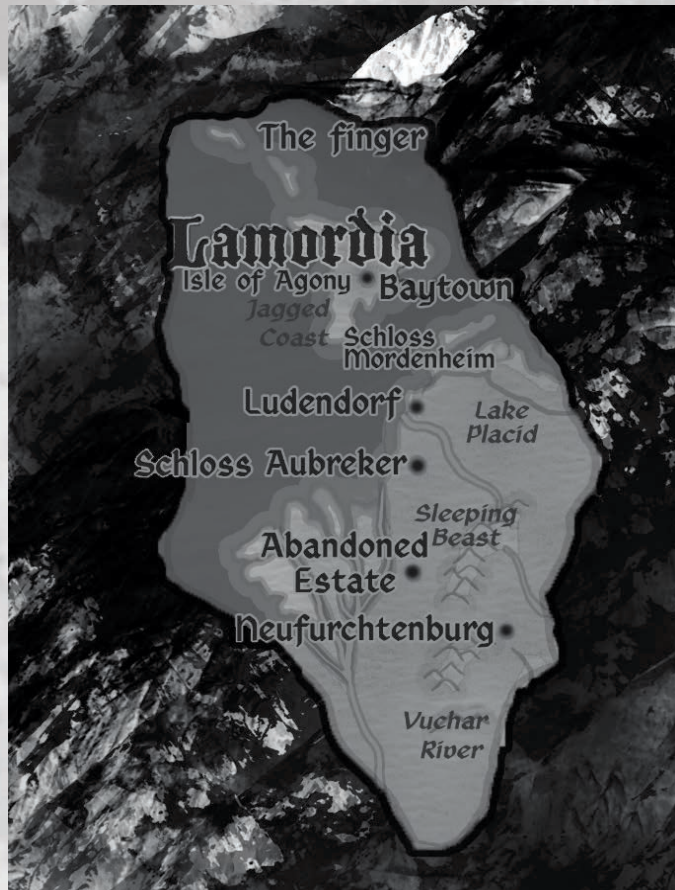 The finger
Lamordia
Isle of Agony
Baytown
Jagged
Coast
Schloss
Mordenheim
Ludendorf
Lake
Placid
Schloss Aubreker
Sleeping
Beast
Abandoned
Estate
Neufurchtenburg
Vuchar
River